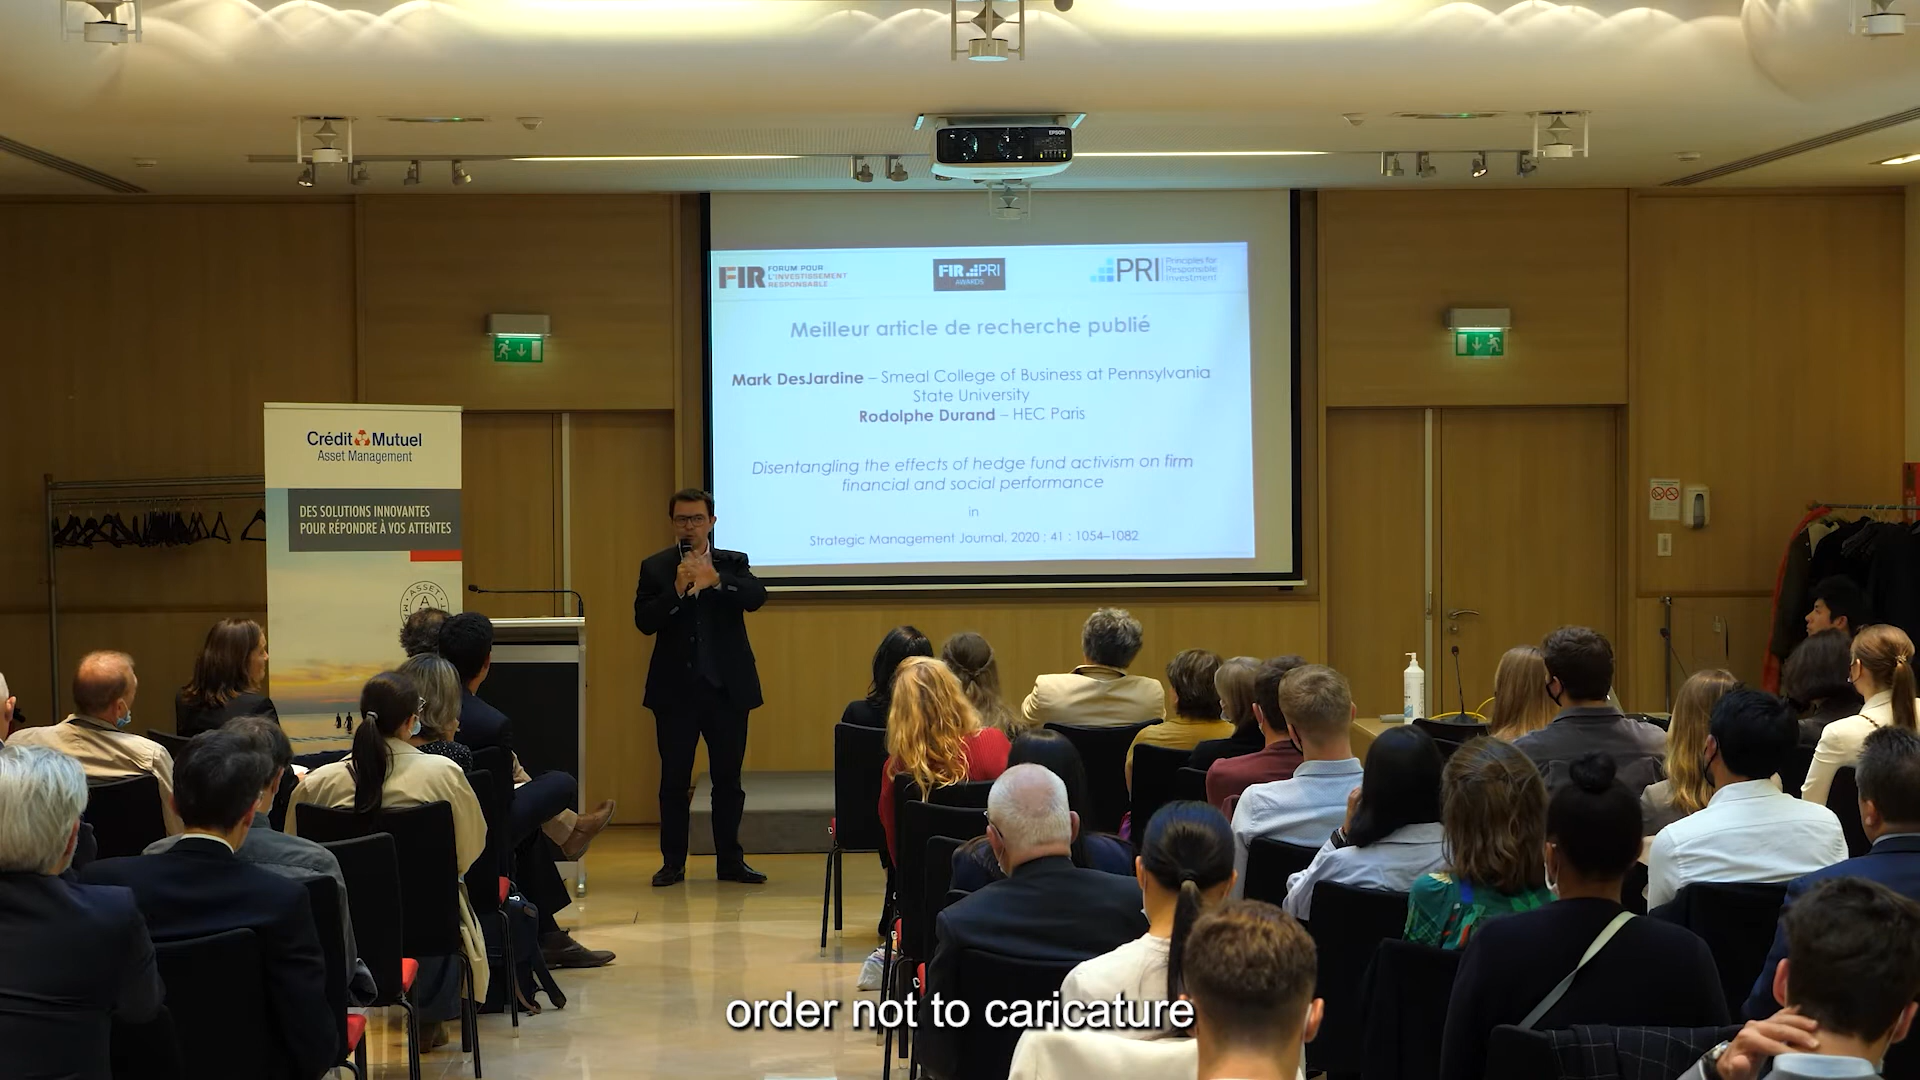 EPSON
FIR FORUM POUR
L'INVESTISSEMENT
RESPONSABLE
FIR PRI
AWARDS
PRI Principles for
Responsible
Investment
Meilleur article de recherche publié
Mark DesJardine – Smeal College of Business at Pennsylvania
State University
Rodolphe Durand – HEC Paris
Disentangling the effects of hedge fund activism on firm
financial and social performance
in
Strategic Management Journal, 2020 : 41 : 1054–1082
Crédit Mutuel
Asset Management
DES SOLUTIONS INNOVANTES
POUR RÉPONDRE À VOS ATTENTES
ASSET
A
order not to caricature